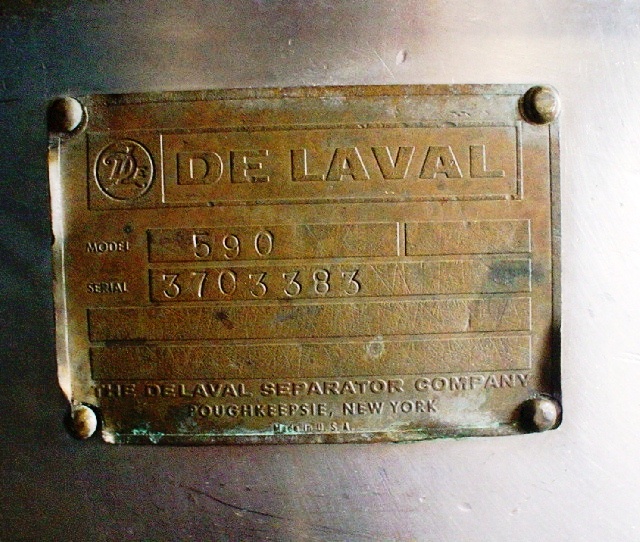 DE LAVAL
MODEL 590
SERIAL 3703383
THE DELAVAL SEPARATOR COMPANY
POUGHKEEPSIE, NEW YORK
U.S.A.